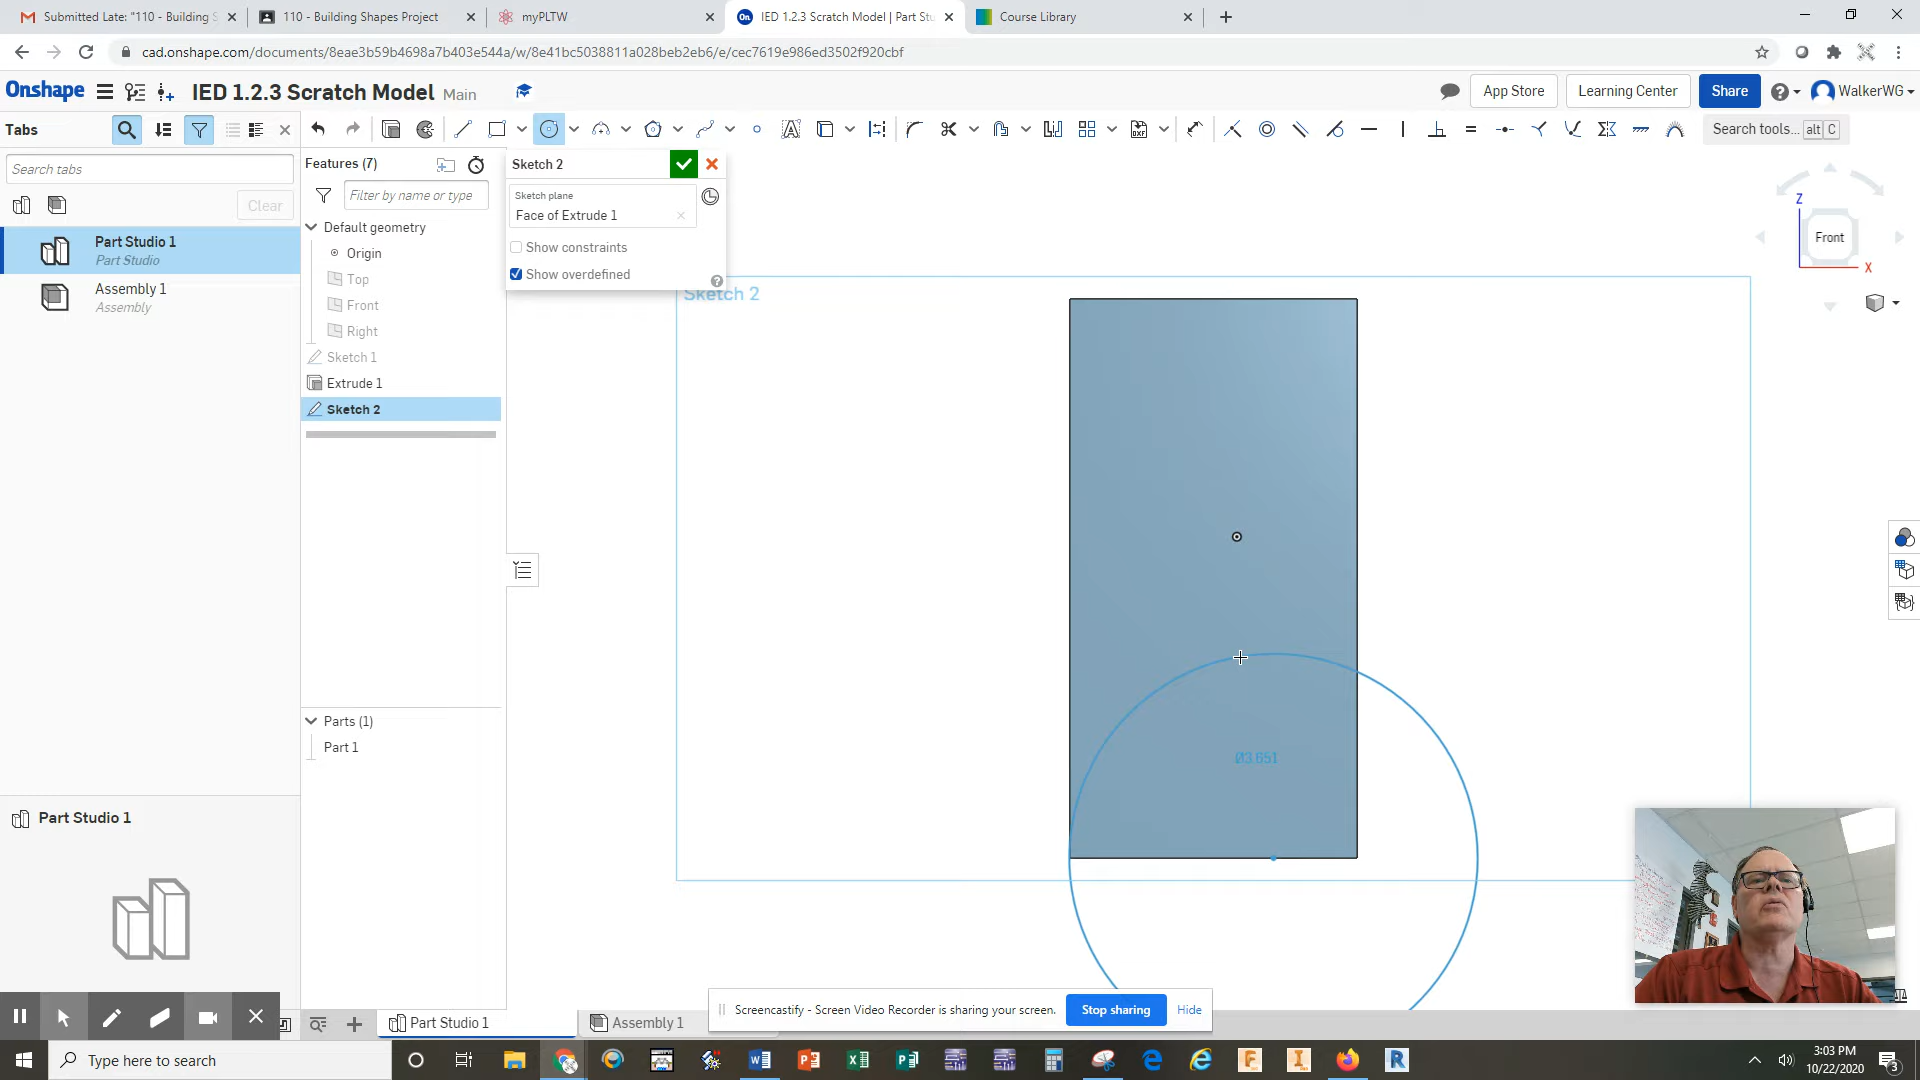 Submitted Late: "110 - Building S
110 - Building Shapes Project
myPLTW
IED 1.2.3 Scratch Model | Part Stu
Course Library
cad.onshape.com/documents/8eae3b59b4698a7b403e544a/w/8e41bc5038811a028beb2eb6/e/cec7619e986ed3502f920cbf
Onshape
IED 1.2.3 Scratch Model Main
App Store
Learning Center
Share
WalkerWG
Tabs
Search tools... alt C
Search tabs
Clear
Part Studio 1
Part Studio
Assembly 1
Assembly
Features (7)
Filter by name or type
Default geometry
Origin
Top
Front
Right
Sketch 1
Extrude 1
Sketch 2
Parts (1)
Part 1
Sketch 2
Sketch plane
Face of Extrude 1
Show constraints
Show overdefined
Sketch 2
Ø3.651
Z
Front
X
Part Studio 1
Part Studio 1
Assembly 1
Screencastify - Screen Video Recorder is sharing your screen.
Stop sharing
Hide
Type here to search
3:03 PM
10/22/2020
3